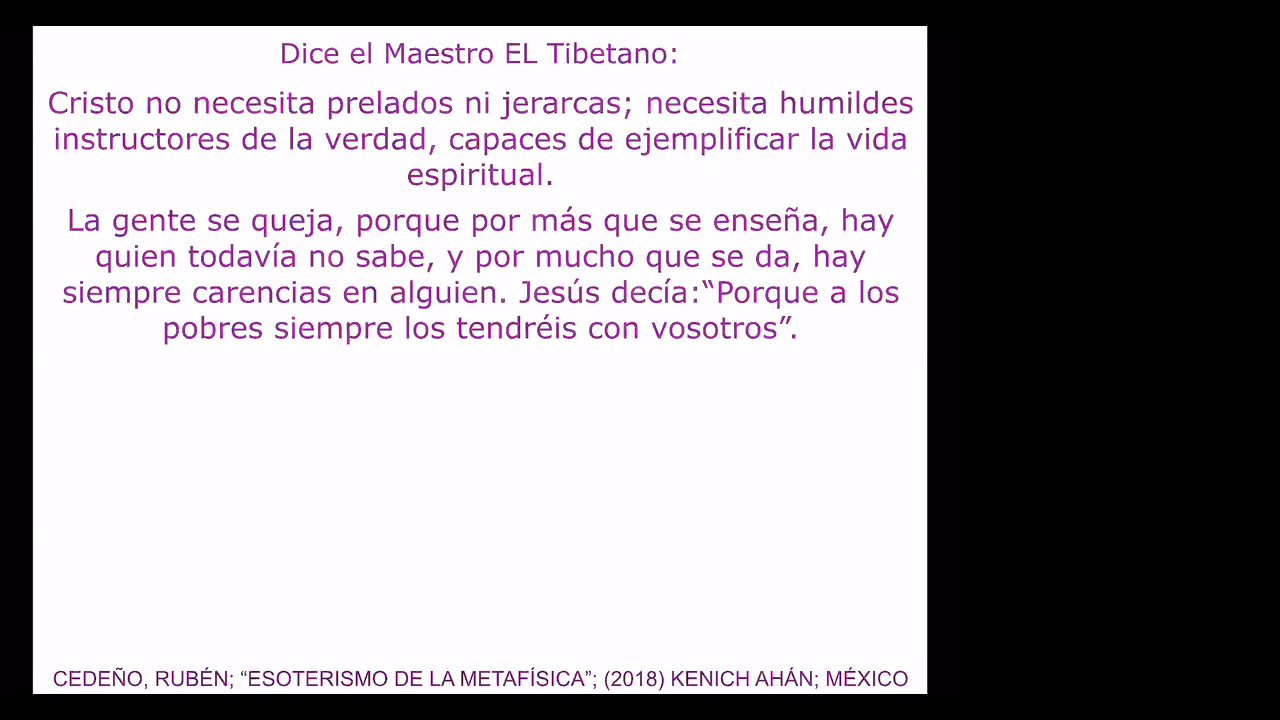 Dice el Maestro EL Tibetano:
Cristo no necesita prelados ni jerarcas; necesita humildes
instructores de la verdad, capaces de ejemplificar la vida
espiritual.
La gente se queja, porque por más que se enseña, hay
quien todavía no sabe, y por mucho que se da, hay
siempre carencias en alguien. Jesús decía:“Porque a los
pobres siempre los tendréis con vosotros”.
CEDEÑO, RUBÉN; “ESOTERISMO DE LA METAFÍSICA”; (2018) KENICH AHÁN; MÉXICO